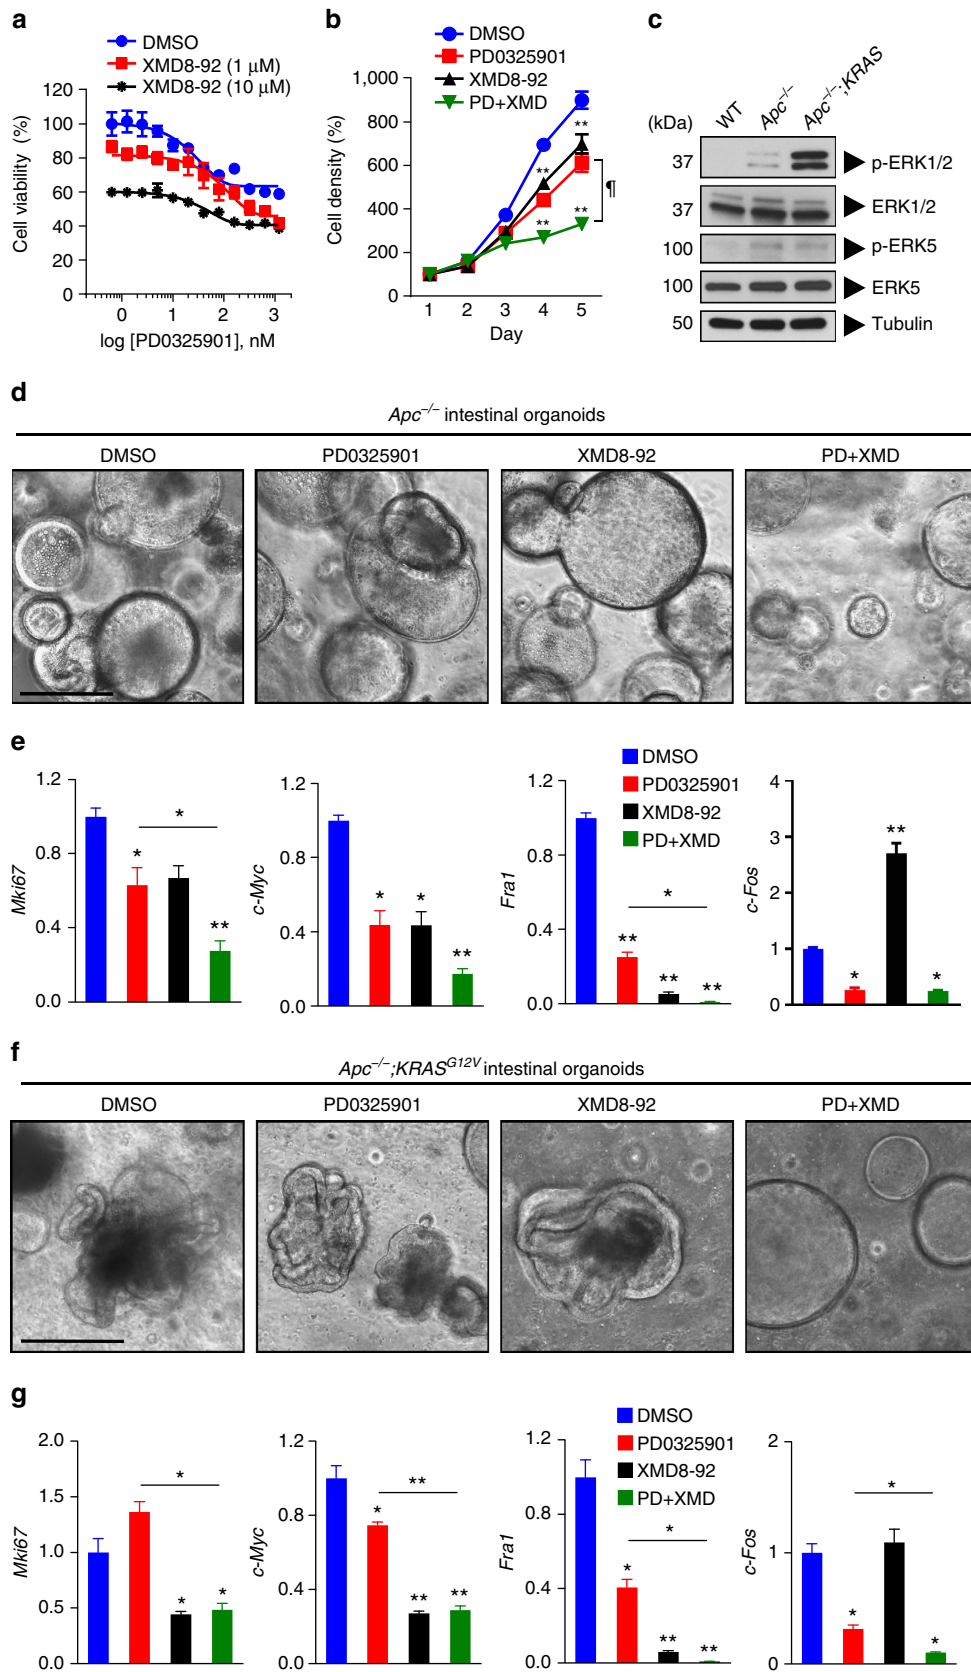 a
DMSO
XMD8-92 (1 µM)
XMD8-92 (10 µM)
120
100
80
60
40
20
0
Cell viability (%)
0 1 2 3
log [PD0325901], nM
b
DMSO
PD0325901
XMD8-92
PD+XMD
1,000
800
600
400
200
0
Cell density (%)
**
**
**
**
¶
1 2 3 4 5
Day
c
WT
Apc–/–
Apc–/–;KRAS
(kDa)
37 p-ERK1/2
37 ERK1/2
100 p-ERK5
100 ERK5
50 Tubulin
d
Apc–/– intestinal organoids
DMSO PD0325901 XMD8-92 PD+XMD
e
DMSO
PD0325901
XMD8-92
PD+XMD
1.2
0.8
0.4
0.0
Mki67
*
*
**
1.2
0.8
0.4
0.0
c-Myc
*
*
**
1.2
0.8
0.4
0.0
Fra1
*
**
**
**
4
3
2
1
0
c-Fos
*
**
*
f
Apc–/–;KRASG12V intestinal organoids
DMSO PD0325901 XMD8-92 PD+XMD
g
DMSO
PD0325901
XMD8-92
PD+XMD
2.0
1.5
1.0
0.5
0.0
Mki67
*
*
*
1.2
0.8
0.4
0.0
c-Myc
**
*
**
**
1.2
0.8
0.4
0.0
Fra1
*
*
**
**
2
1
0
c-Fos
*
*
*